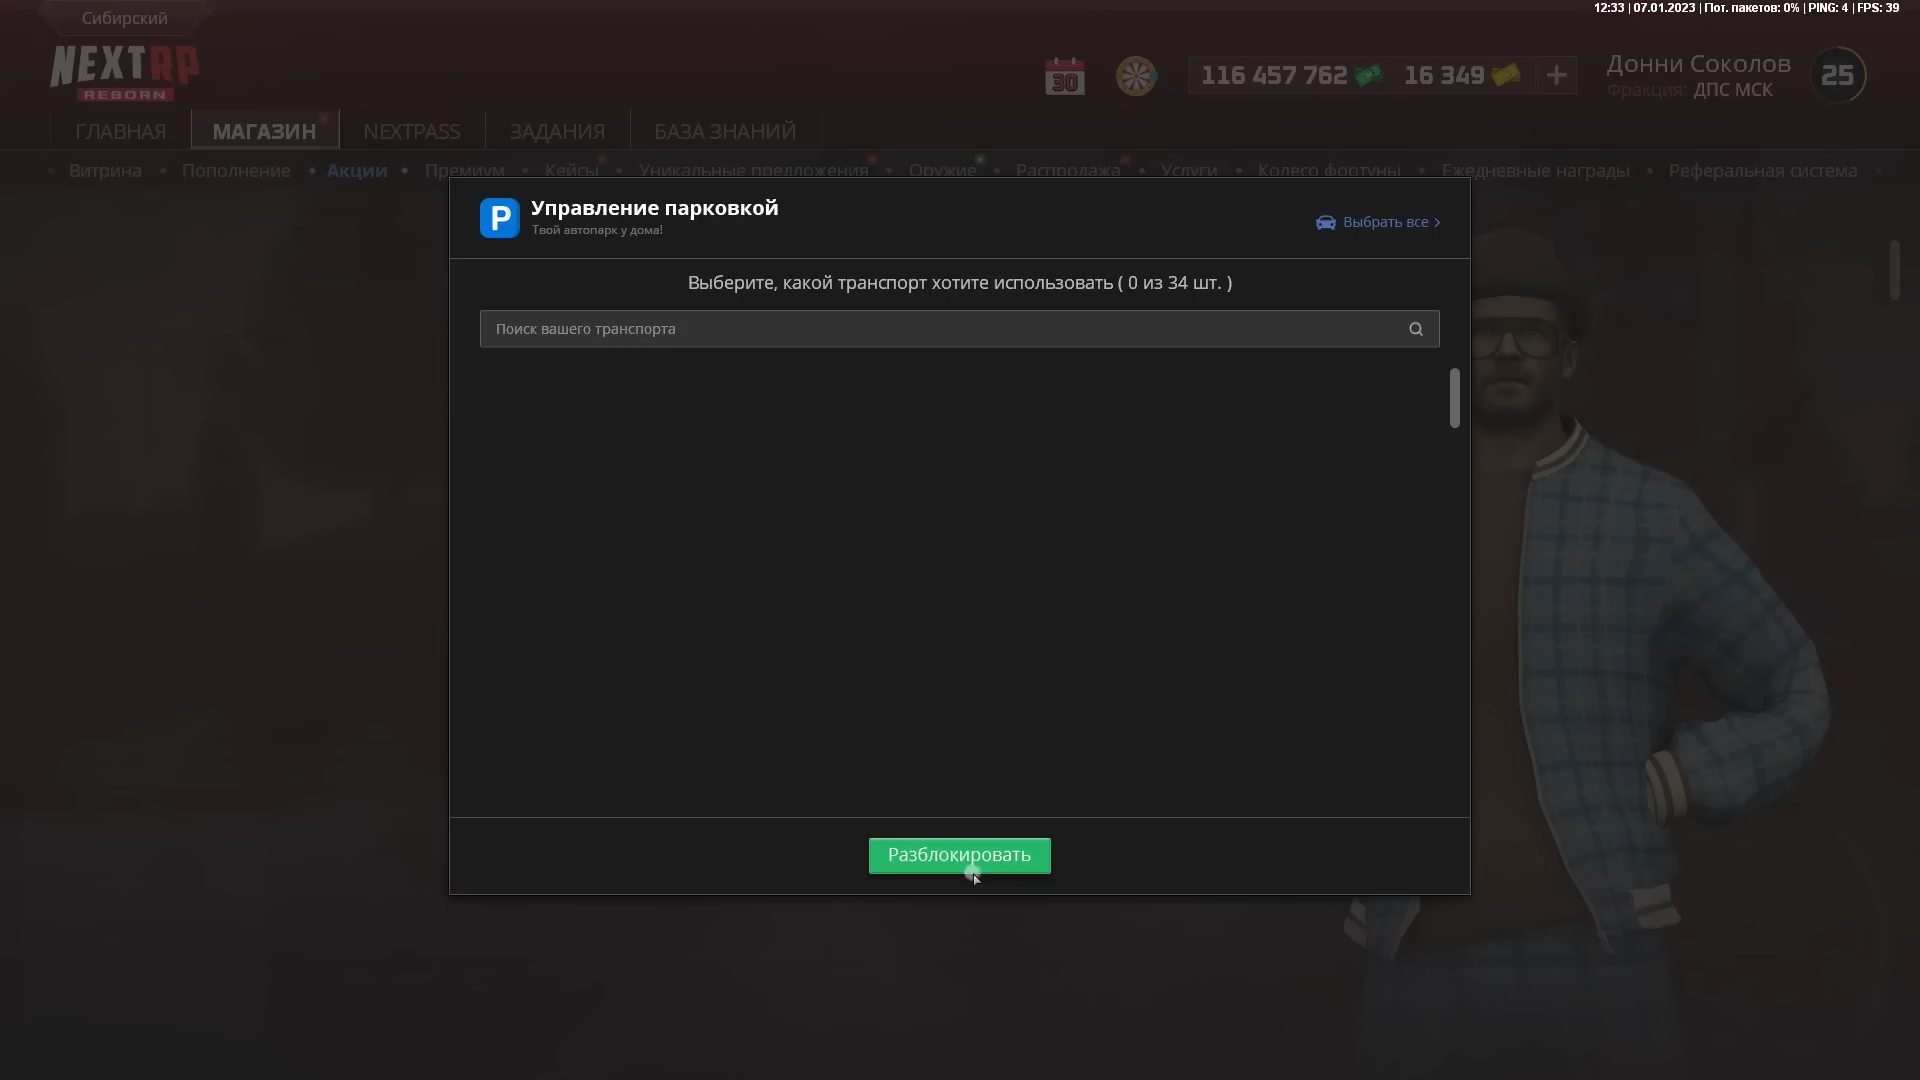 12:33 | 07.01.2023 | Пот. пакетов: 0% | PING: 4 | FPS: 39
Сибирский
NEXTRP
REBORN
30
116 457 762
16 349
Донни Соколов
Фракция: ДПС МСК
25
ГЛАВНАЯ
МАГАЗИН
NEXTPASS
ЗАДАНИЯ
БАЗА ЗНАНИЙ
Витрина
Пополнение
Акции
Премиум
Кейсы
Уникальные предложения
Оружие
Распродажа
Услуги
Колесо фортуны
Ежедневные награды
Реферальная система
P
Управление парковкой
Твой автопарк у дома!
Выбрать все
Выберите, какой транспорт хотите использовать ( 0 из 34 шт. )
Поиск вашего транспорта
Разблокировать